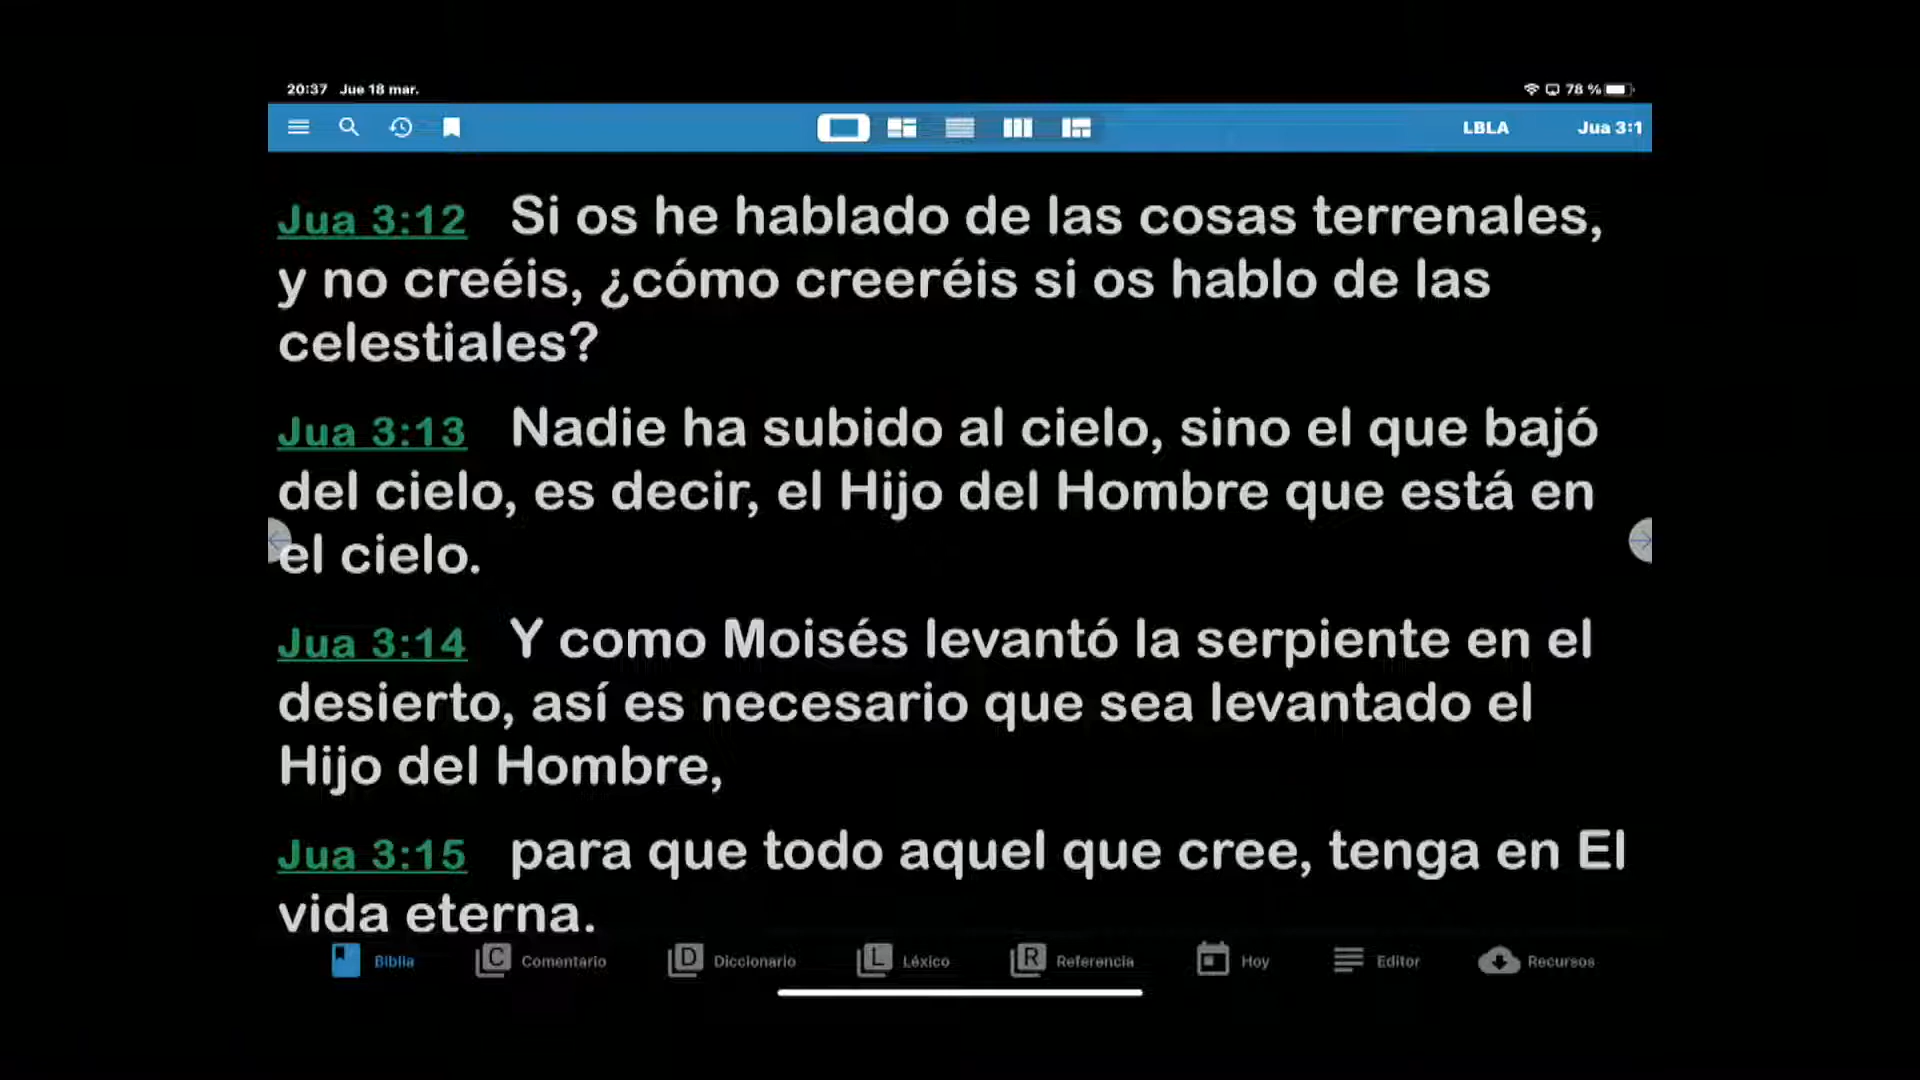 20:37 Jue 18 mar.
78 %
LBLA Jua 3:1
Jua 3:12 Si os he hablado de las cosas terrenales,
y no creéis, ¿cómo creeréis si os hablo de las
celestiales?
Jua 3:13 Nadie ha subido al cielo, sino el que bajó
del cielo, es decir, el Hijo del Hombre que está en
el cielo.
Jua 3:14 Y como Moisés levantó la serpiente en el
desierto, así es necesario que sea levantado el
Hijo del Hombre,
Jua 3:15 para que todo aquel que cree, tenga en El
vida eterna.
Biblia C Comentario D Diccionario L Léxico R Referencia Hoy Editor Recursos